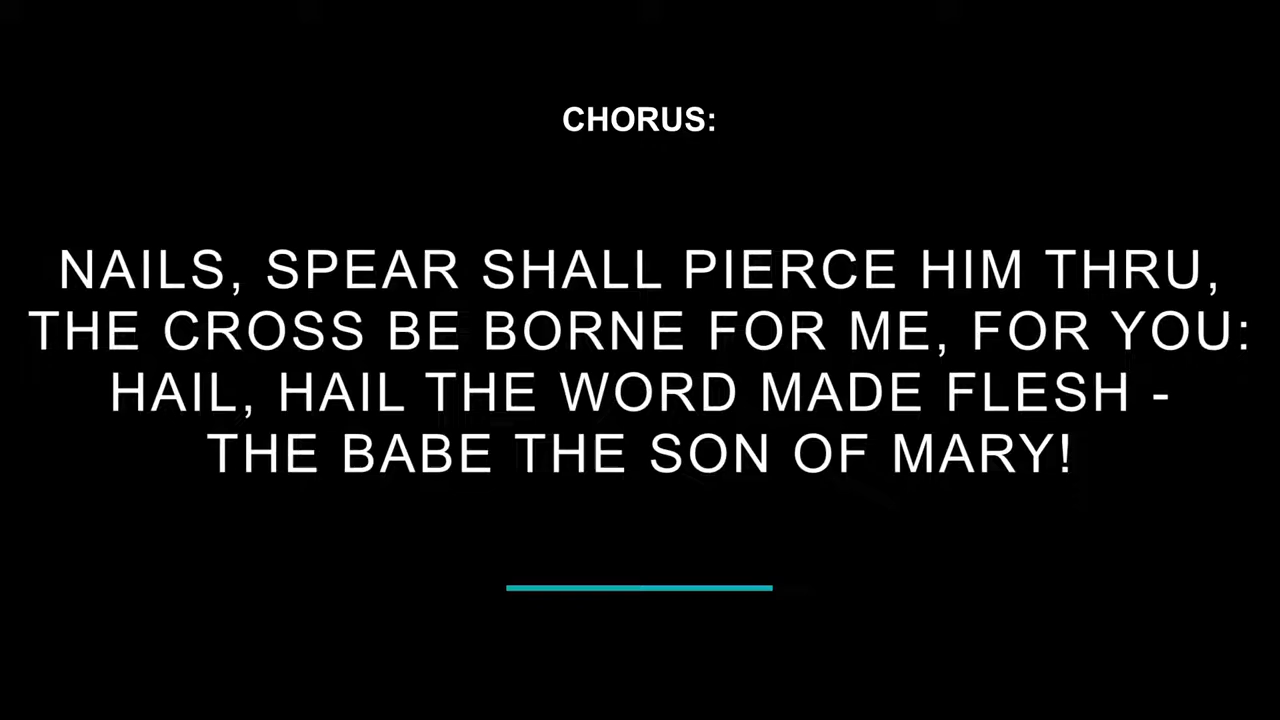 CHORUS:
NAILS, SPEAR SHALL PIERCE HIM THRU,
THE CROSS BE BORNE FOR ME, FOR YOU:
HAIL, HAIL THE WORD MADE FLESH -
THE BABE THE SON OF MARY!